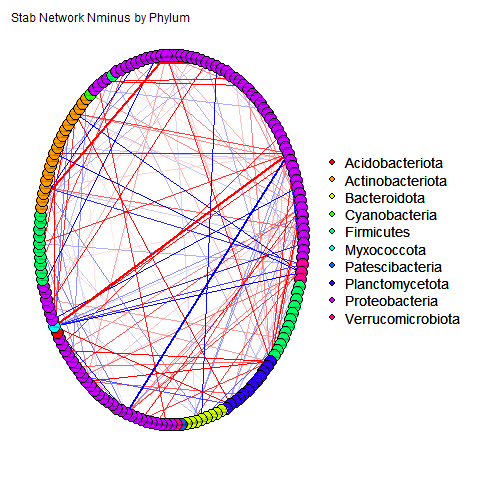 Stab Network Nminus by Phylum
Acidobacteriota
Actinobacteriota
Bacteroidota
Cyanobacteria
Firmicutes
Myxococcota
Patescibacteria
Planctomycetota
Proteobacteria
Verrucomicrobiota